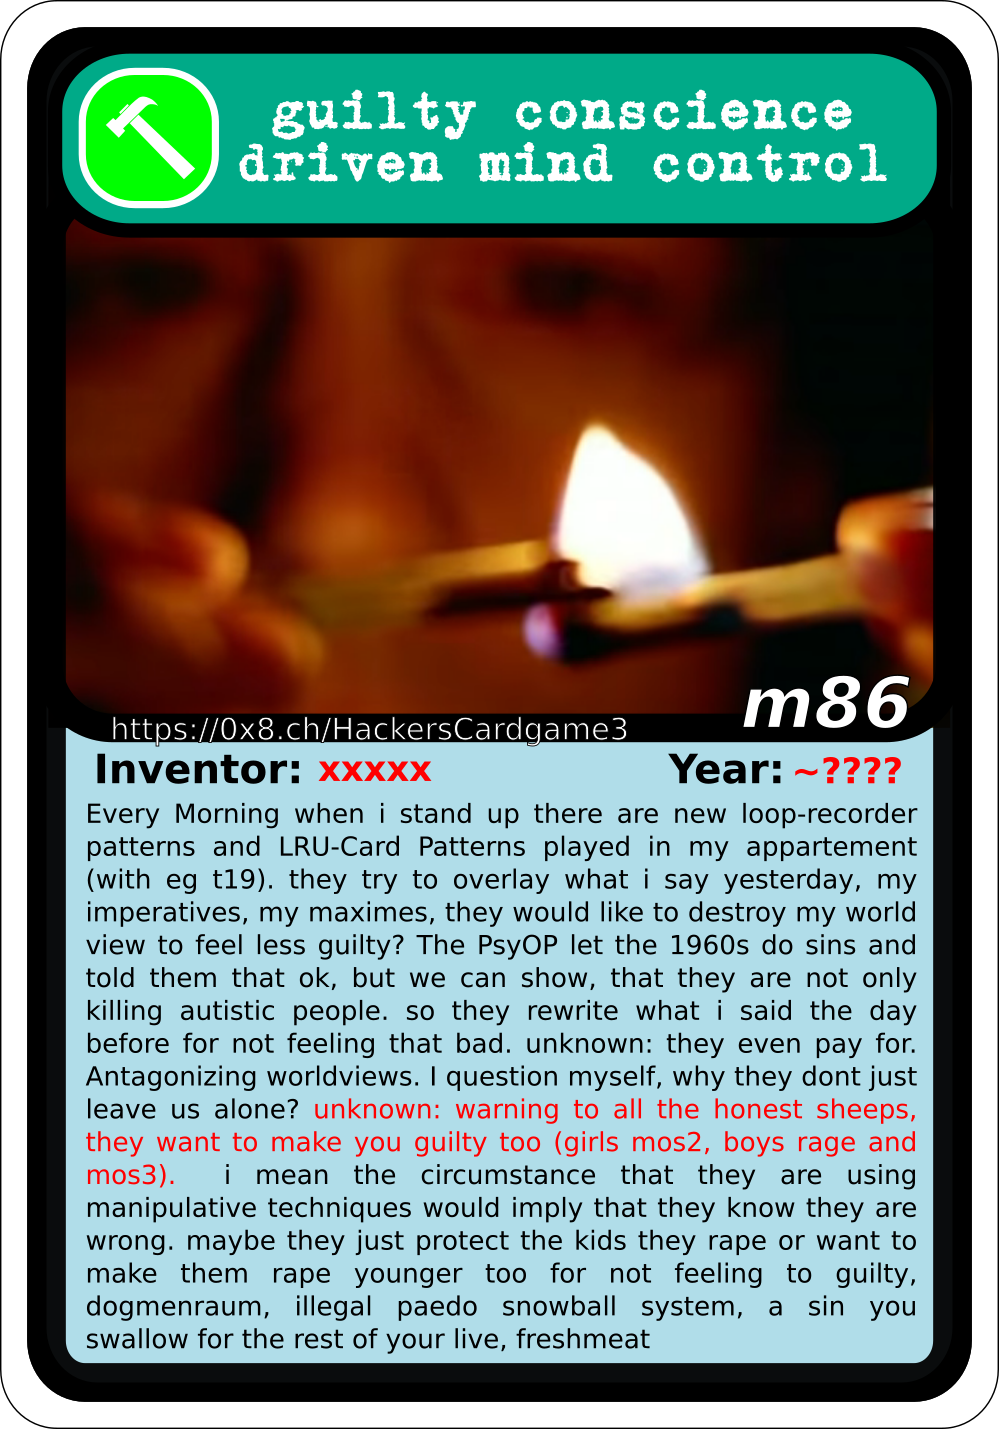 guilty conscience
driven mind control
m86
https://0x8.ch/HackersCardgame3
Inventor: xxxxx Year: ~????
Every Morning when i stand up there are new loop-recorder
patterns and LRU-Card Patterns played in my appartement
(with eg t19). they try to overlay what i say yesterday, my
imperatives, my maximes, they would like to destroy my world
view to feel less guilty? The PsyOP let the 1960s do sins and
told them that ok, but we can show, that they are not only
killing autistic people. so they rewrite what i said the day
before for not feeling that bad. unknown: they even pay for.
Antagonizing worldviews. I question myself, why they dont just
leave us alone? unknown: warning to all the honest sheeps,
they want to make you guilty too (girls mos2, boys rage and
mos3). i mean the circumstance that they are using
manipulative techniques would imply that they know they are
wrong. maybe they just protect the kids they rape or want to
make them rape younger too for not feeling to guilty,
dogmenraum, illegal paedo snowball system, a sin you
swallow for the rest of your live, freshmeat